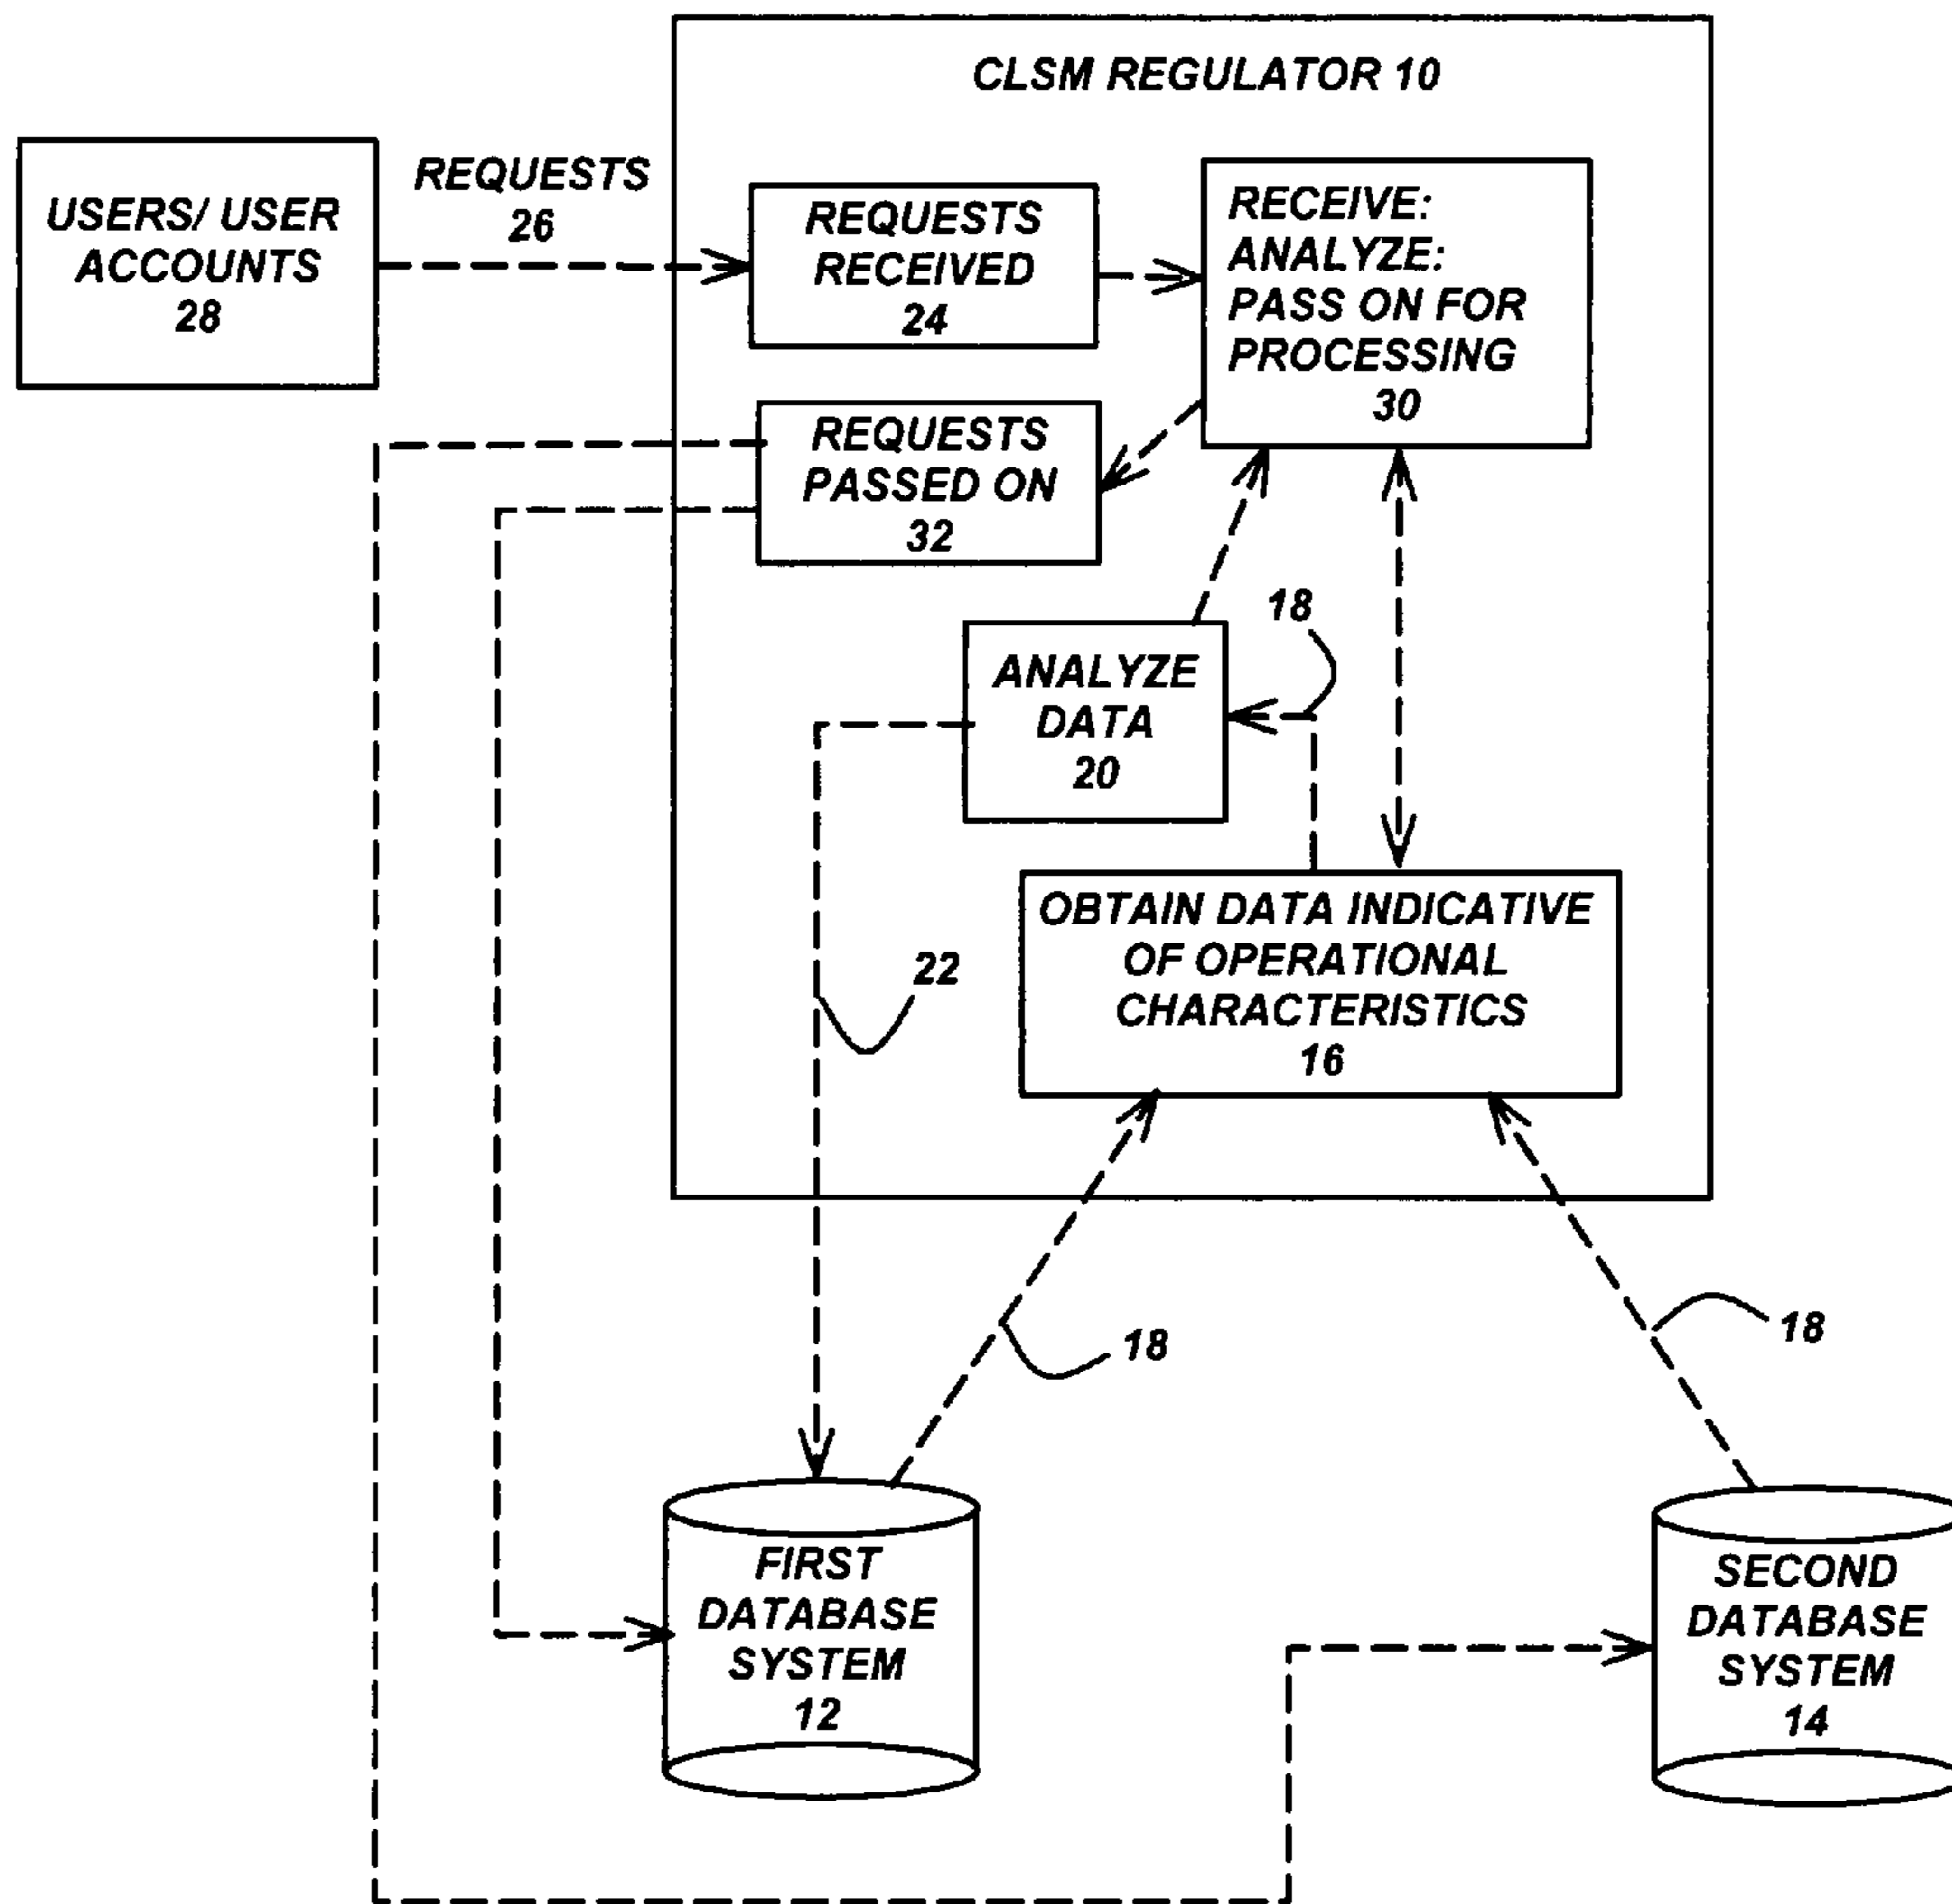 CLSM REGULATOR 10
USERS/ USER
ACCOUNTS
28
REQUESTS
26
REQUESTS
RECEIVED
24
RECEIVE:
ANALYZE:
PASS ON FOR
PROCESSING
30
REQUESTS
PASSED ON
32
18
ANALYZE
DATA
20
OBTAIN DATA INDICATIVE
OF OPERATIONAL
CHARACTERISTICS
16
22
18
18
FIRST
DATABASE
SYSTEM
12
SECOND
DATABASE
SYSTEM
14